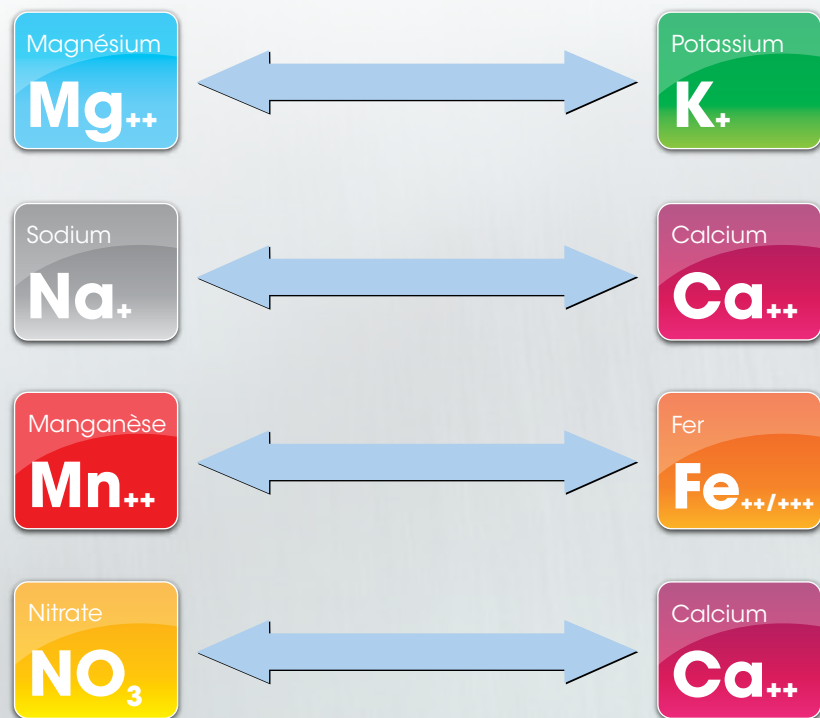 Magnésium
Mg++
Potassium
K+
Sodium
Na+
Calcium
Ca++
Manganèse
Mn++
Fer
Fe++/+++
Nitrate
NO3
Calcium
Ca++